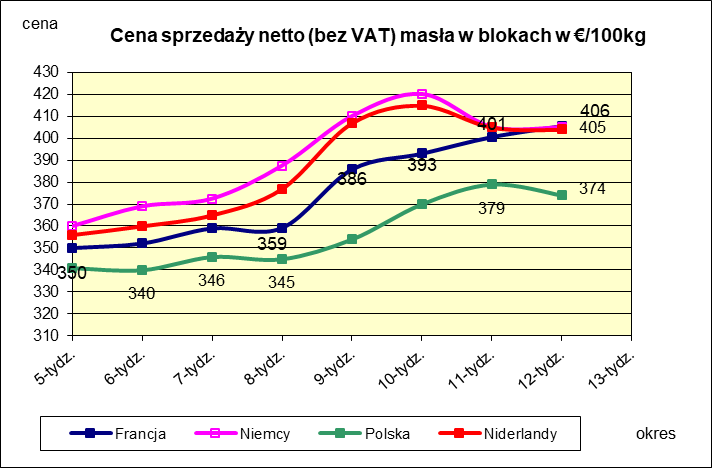 cena
Cena sprzedaży netto (bez VAT) masła w blokach w €/100kg
430
420
410
400
390
380
370
360
350
340
330
320
310
350
340
346
359
345
386
393
401
379
406
405
374
5-tydz.
6-tydz.
7-tydz.
8-tydz.
9-tydz.
10-tydz.
11-tydz.
12-tydz.
13-tydz.
Francja Niemcy Polska Niderlandy
okres